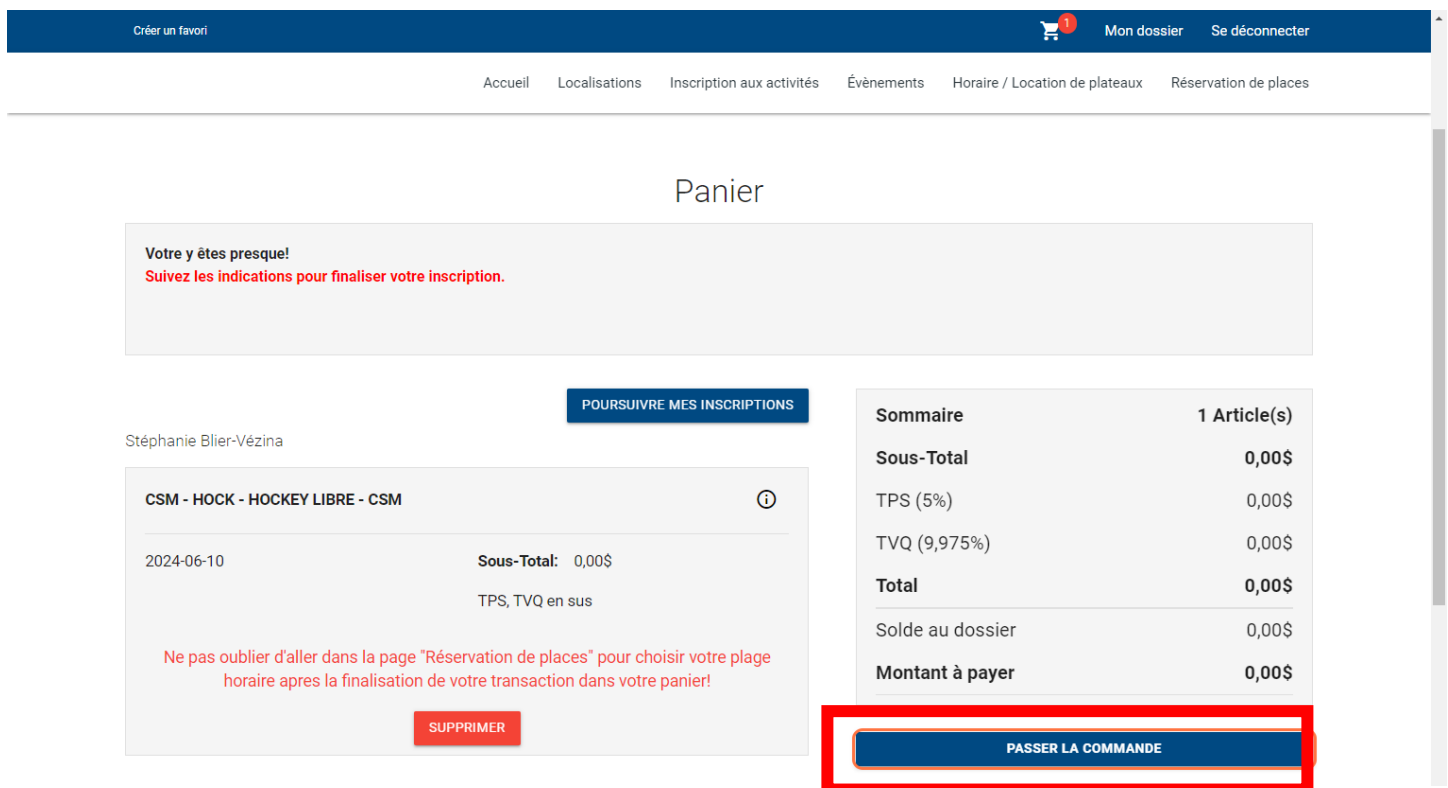 Créer un favori
1
Mon dossier
Se déconnecter
Accueil
Localisations
Inscription aux activités
Évènements
Horaire / Location de plateaux
Réservation de places
Panier
Votre y êtes presque!
Suivez les indications pour finaliser votre inscription.
POURSUIVRE MES INSCRIPTIONS
Stéphanie Blier-Vézina
CSM - HOCK - HOCKEY LIBRE - CSM
2024-06-10
Sous-Total: 0,00$
TPS, TVQ en sus
Ne pas oublier d'aller dans la page "Réservation de places" pour choisir votre plage
horaire apres la finalisation de votre transaction dans votre panier!
SUPPRIMER
Sommaire 1 Article(s)
Sous-Total 0,00$
TPS (5%) 0,00$
TVQ (9,975%) 0,00$
Total 0,00$
Solde au dossier 0,00$
Montant à payer 0,00$
PASSER LA COMMANDE